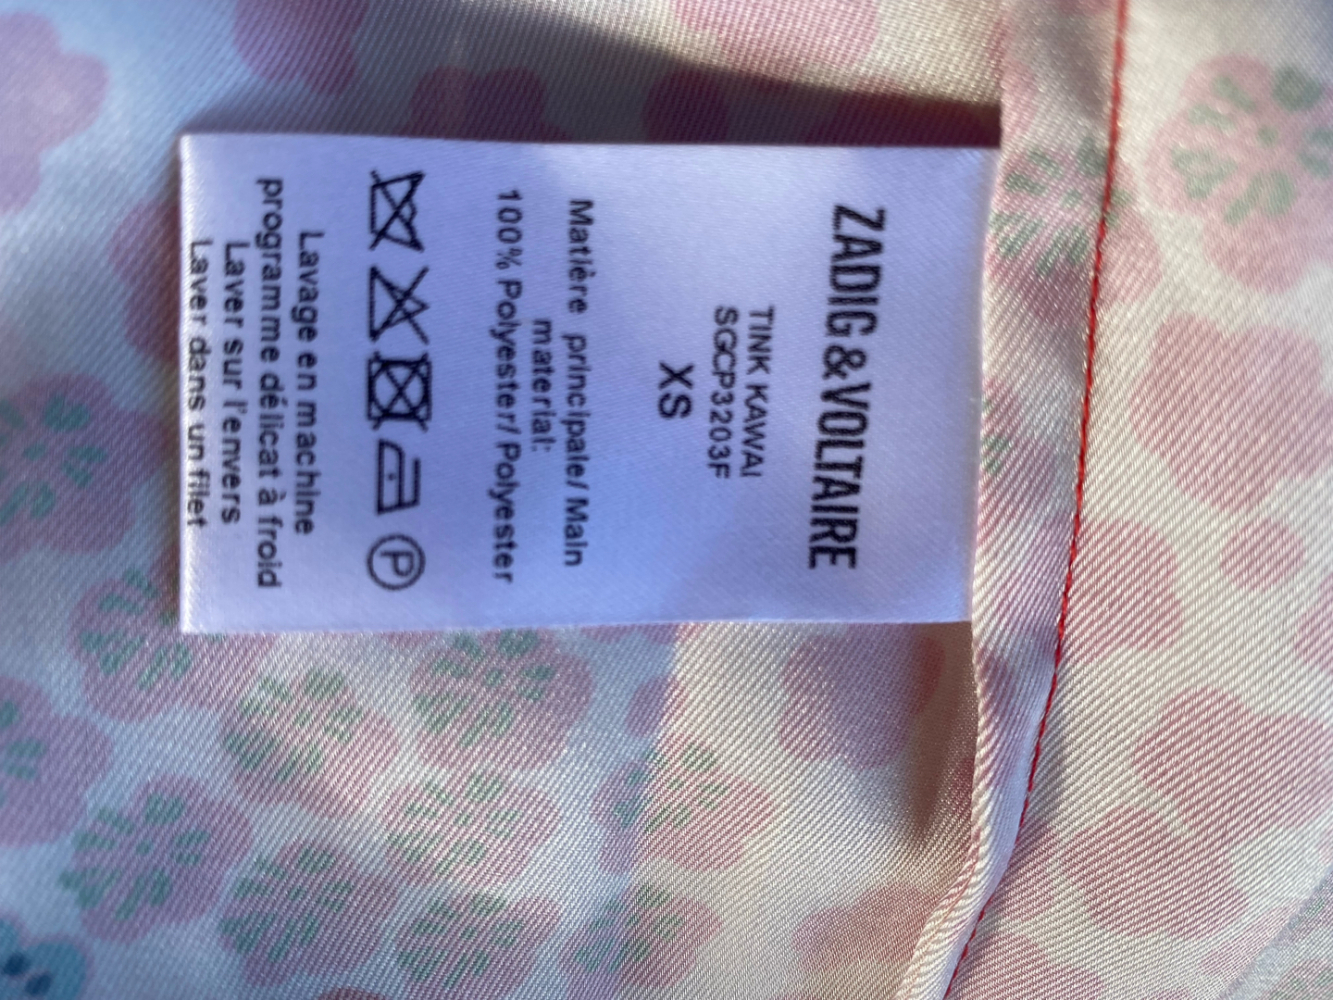 ZADIG&VOLTAIRE
TINK KAWAI
SGCP3203F
XS
Matière principale/ Main
material:
100% Polyester/ Polyester
P
Lavage en machine
programme délicat à froid
Laver sur l'envers
Laver dans un filet